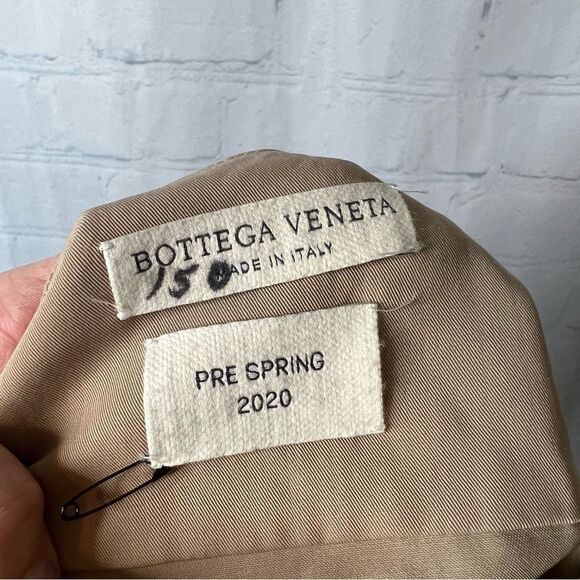 BOTTEGA VENETA
150 MADE IN ITALY
PRE SPRING
2020